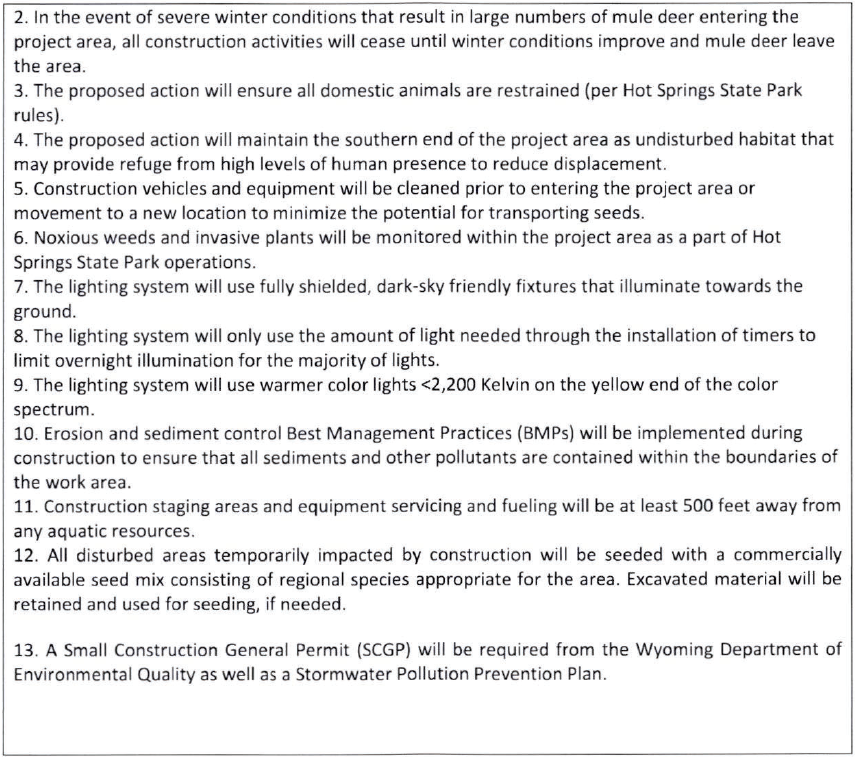 2. In the event of severe winter conditions that result in large numbers of mule deer entering the
project area, all construction activities will cease until winter conditions improve and mule deer leave
the area.
3. The proposed action will ensure all domestic animals are restrained (per Hot Springs State Park
rules).
4. The proposed action will maintain the southern end of the project area as undisturbed habitat that
may provide refuge from high levels of human presence to reduce displacement.
5. Construction vehicles and equipment will be cleaned prior to entering the project area or
movement to a new location to minimize the potential for transporting seeds.
6. Noxious weeds and invasive plants will be monitored within the project area as a part of Hot
Springs State Park operations.
7. The lighting system will use fully shielded, dark-sky friendly fixtures that illuminate towards the
ground.
8. The lighting system will only use the amount of light needed through the installation of timers to
limit overnight illumination for the majority of lights.
9. The lighting system will use warmer color lights <2,200 Kelvin on the yellow end of the color
spectrum.
10. Erosion and sediment control Best Management Practices (BMPs) will be implemented during
construction to ensure that all sediments and other pollutants are contained within the boundaries of
the work area.
11. Construction staging areas and equipment servicing and fueling will be at least 500 feet away from
any aquatic resources.
12. All disturbed areas temporarily impacted by construction will be seeded with a commercially
available seed mix consisting of regional species appropriate for the area. Excavated material will be
retained and used for seeding, if needed.
13. A Small Construction General Permit (SCGP) will be required from the Wyoming Department of
Environmental Quality as well as a Stormwater Pollution Prevention Plan.